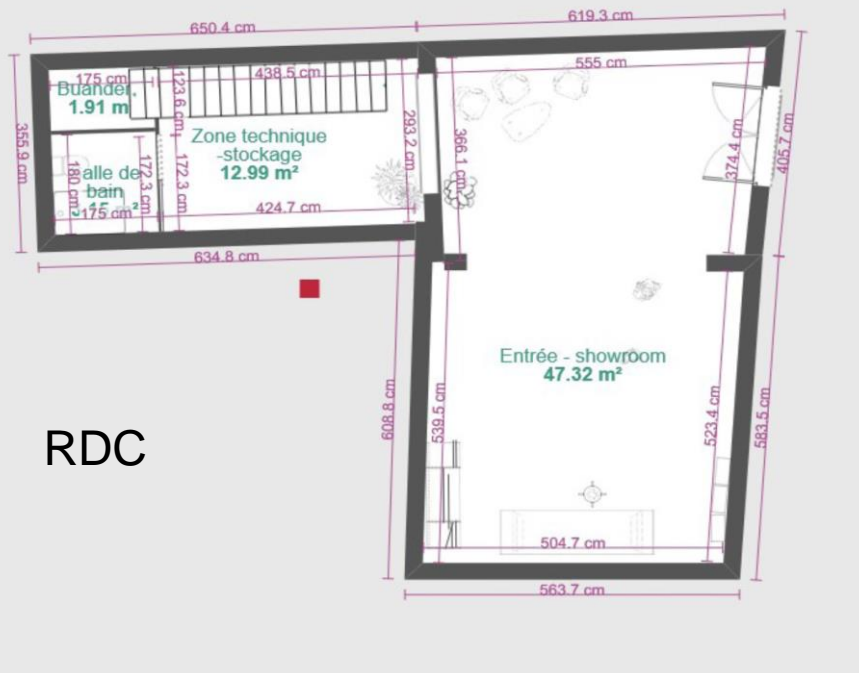 650.4 cm
619.3 cm
175 cm
438.5 cm
555 cm
Buander.
1.91 m
123.6 cm
Zone technique
-stockage
12.99 m²
293.2 cm
366.1 cm
374.4 cm
405.7 cm
355.9 cm
180 cm
alle de
bain
172.3 cm
172.3 cm
175 cm
424.7 cm
634.8 cm
Entrée - showroom
47.32 m²
608.8 cm
539.5 cm
523.4 cm
583.5 cm
RDC
504.7 cm
563.7 cm